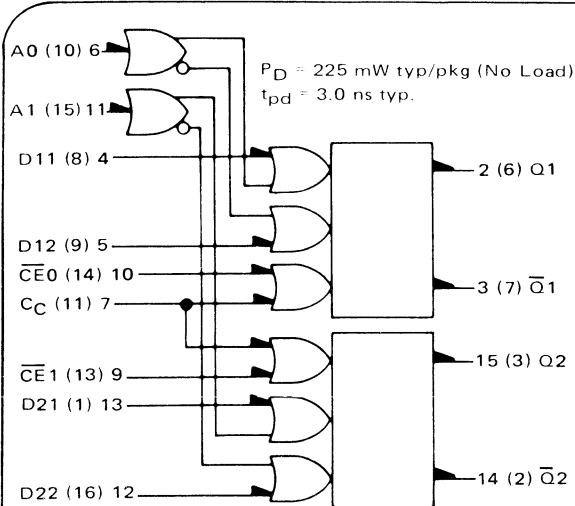 A0 (10) 6
P_D = 225 mW typ/pkg (No Load)
t_pd = 3.0 ns typ.
A1 (15) 11
D11 (8) 4
2 (6) Q1
D12 (9) 5
C̅E̅0 (14) 10
3 (7) Q̅1
C_C (11) 7
15 (3) Q2
C̅E̅1 (13) 9
D21 (1) 13
14 (2) Q̅2
D22 (16) 12